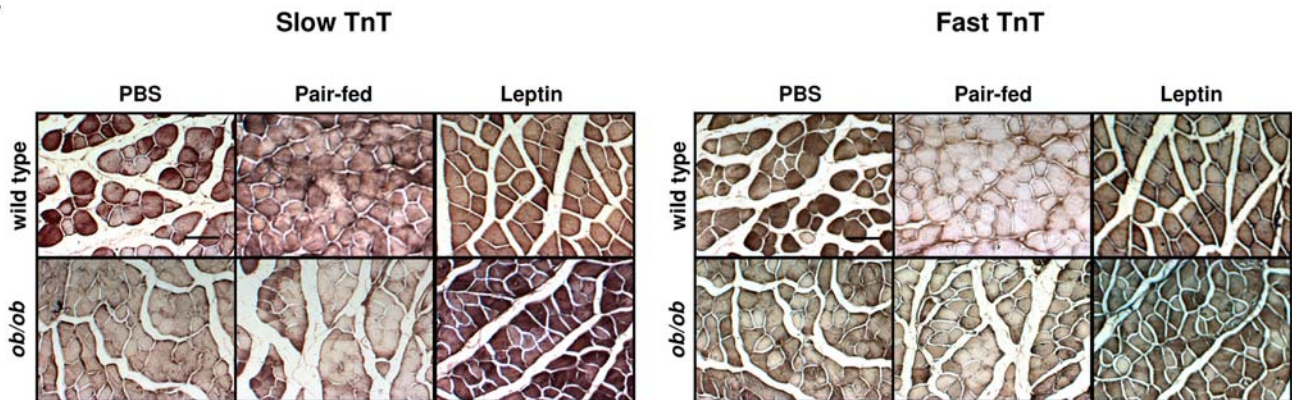 Slow TnT
Fast TnT
PBS Pair-fed Leptin
PBS Pair-fed Leptin
wild type
wild type
ob/ob
ob/ob